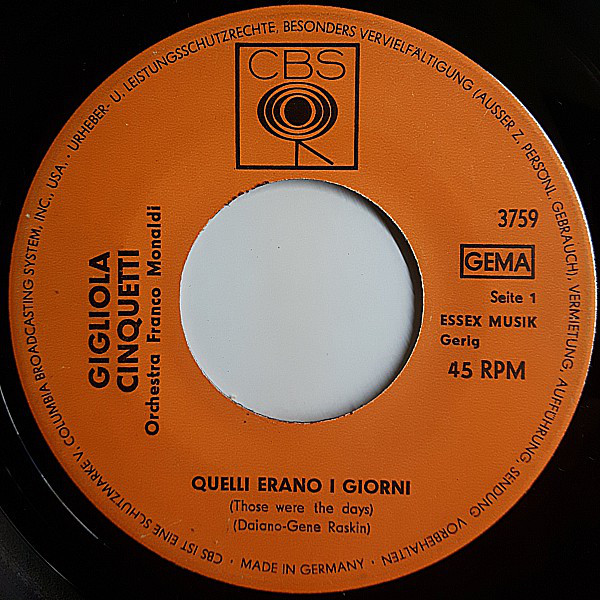 CBS
URHEBER- U. LEISTUNGSSCHUTZRECHTE, BESONDERS VERVIELFÄLTIGUNG (AUSSER Z. PERSÖNL. GEBRAUCH), VERMIETUNG, AUFFÜHRUNG, SENDUNG VORBEHALTEN
GIGLIOLA
CINQUETTI
Orchestra Franco Monaldi
3759
GEMA
Seite 1
ESSEX MUSIK
Gerig
45 RPM
QUELLI ERANO I GIORNI
(Those were the days)
(Daiano-Gene Raskin)
CBS IST EINE SCHUTZMARKE V. COLUMBIA BROADCASTING SYSTEM, INC., USA. ·
· MADE IN GERMANY ·